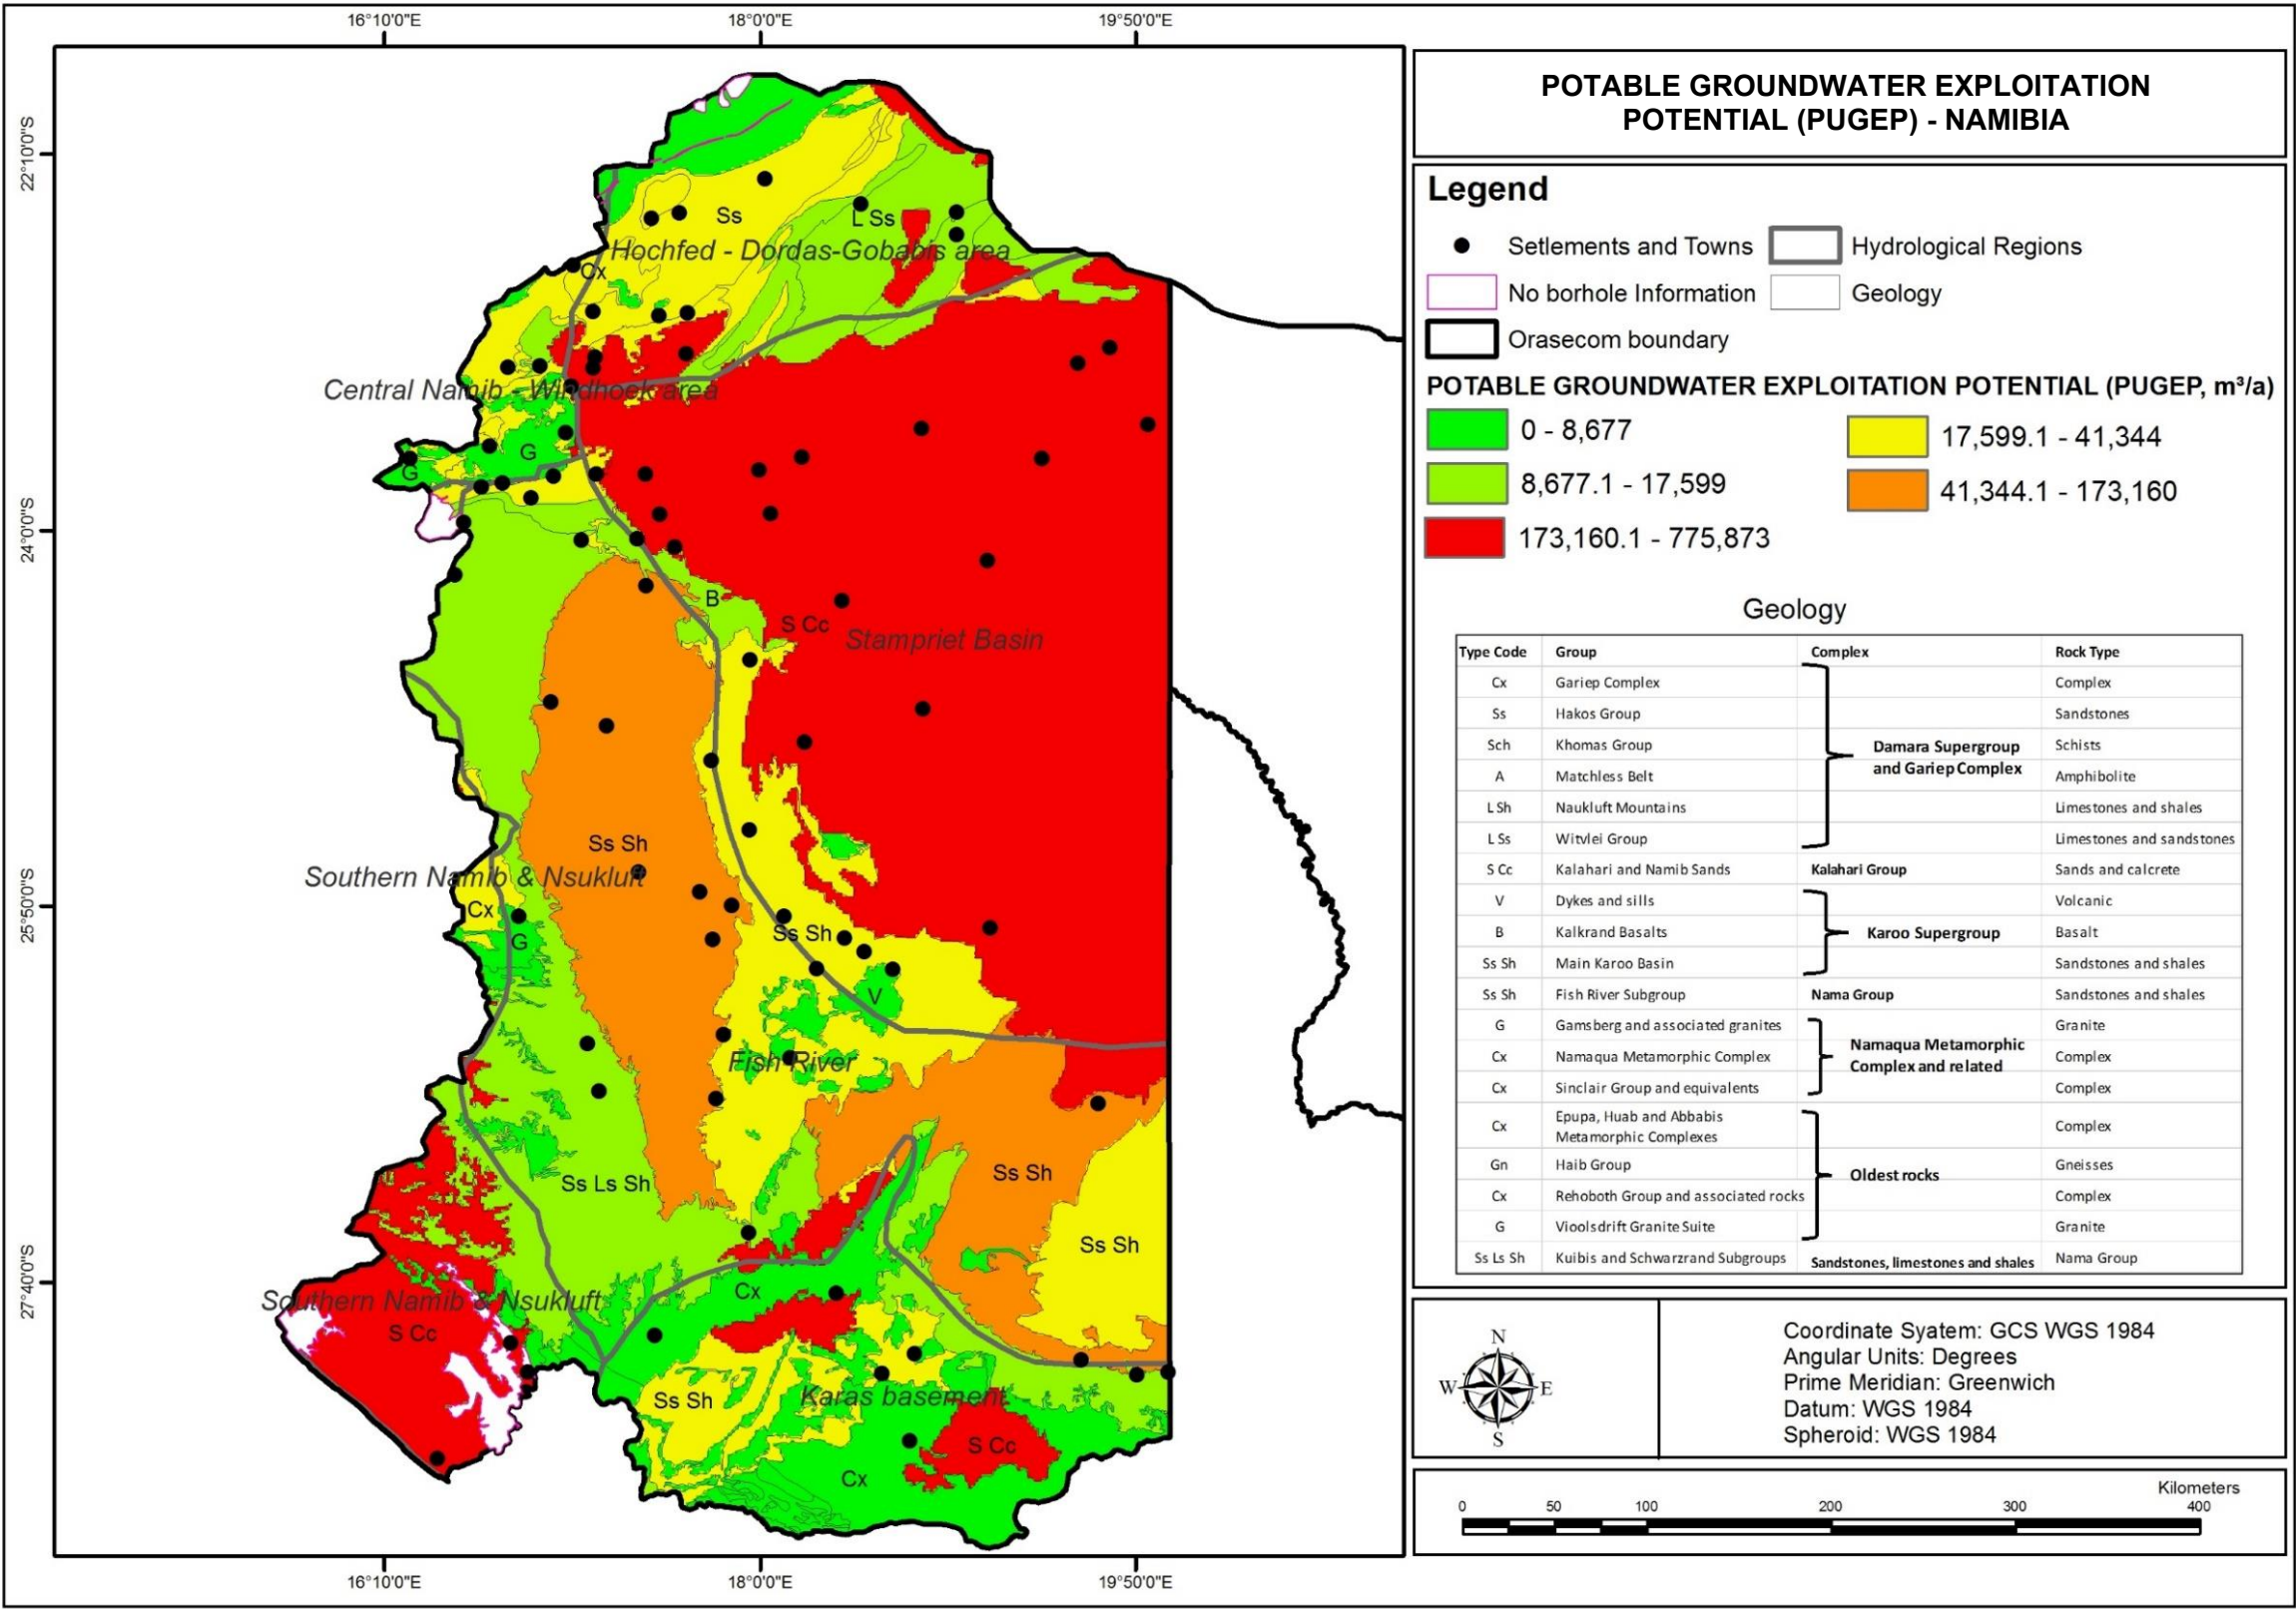 16°10'0"E 18°0'0"E 19°50'0"E
22°10'0"S
24°0'0"S
25°50'0"S
27°40'0"S
Ss
L Ss
Hochfed - Dordas-Gobabis area
Cx
Central Namib - Windhoek area
G
G
B
S Cc
Stampriet Basin
Ss Sh
Southern Namib & Nsukluft
Cx
Ss Sh
G
V
Fish River
Ss Sh
Ss Ls Sh
Ss Sh
Cx
Southern Namib & Nsukluft
S Cc
Ss Sh
Karas basement
S Cc
Cx
16°10'0"E 18°0'0"E 19°50'0"E
POTABLE GROUNDWATER EXPLOITATION
POTENTIAL (PUGEP) - NAMIBIA
Legend
Setlements and Towns Hydrological Regions
No borhole Information Geology
Orasecom boundary
POTABLE GROUNDWATER EXPLOITATION POTENTIAL (PUGEP, m³/a)
0 - 8,677 17,599.1 - 41,344
8,677.1 - 17,599 41,344.1 - 173,160
173,160.1 - 775,873
Geology
Type Code Group Complex Rock Type
Cx Gariep Complex Complex
Ss Hakos Group Sandstones
Sch Khomas Group Schists
Damara Supergroup
and Gariep Complex
A Matchless Belt Amphibolite
L Sh Naukluft Mountains Limestones and shales
L Ss Witvlei Group Limestones and sandstones
S Cc Kalahari and Namib Sands Kalahari Group Sands and calcrete
V Dykes and sills Volcanic
B Kalkrand Basalts Karoo Supergroup Basalt
Ss Sh Main Karoo Basin Sandstones and shales
Ss Sh Fish River Subgroup Nama Group Sandstones and shales
G Gamsberg and associated granites Granite
Namaqua Metamorphic
Complex and related
Cx Namaqua Metamorphic Complex Complex
Cx Sinclair Group and equivalents Complex
Cx Epupa, Huab and Abbabis
Metamorphic Complexes Complex
Gn Haib Group Oldest rocks Gneisses
Cx Rehoboth Group and associated rocks Complex
G Vioolsdrift Granite Suite Granite
Ss Ls Sh Kuibis and Schwarzrand Subgroups Sandstones, limestones and shales Nama Group
N
W E
S
Coordinate Syatem: GCS WGS 1984
Angular Units: Degrees
Prime Meridian: Greenwich
Datum: WGS 1984
Spheroid: WGS 1984
Kilometers
0 50 100 200 300 400